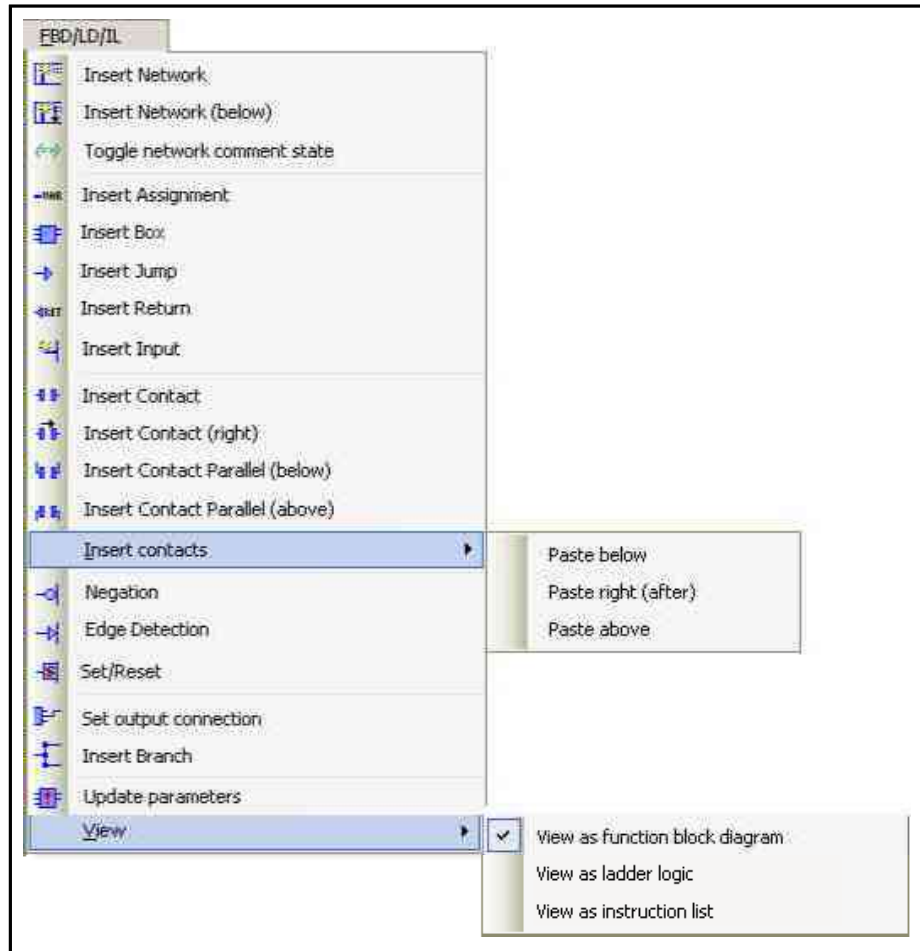 FBD/LD/IL
Insert Network
Insert Network (below)
Toggle network comment state
Insert Assignment
Insert Box
Insert Jump
Insert Return
Insert Input
Insert Contact
Insert Contact (right)
Insert Contact Parallel (below)
Insert Contact Parallel (above)
Insert contacts
Paste below
Paste right (after)
Paste above
Negation
Edge Detection
Set/Reset
Set output connection
Insert Branch
Update parameters
View
View as function block diagram
View as ladder logic
View as instruction list